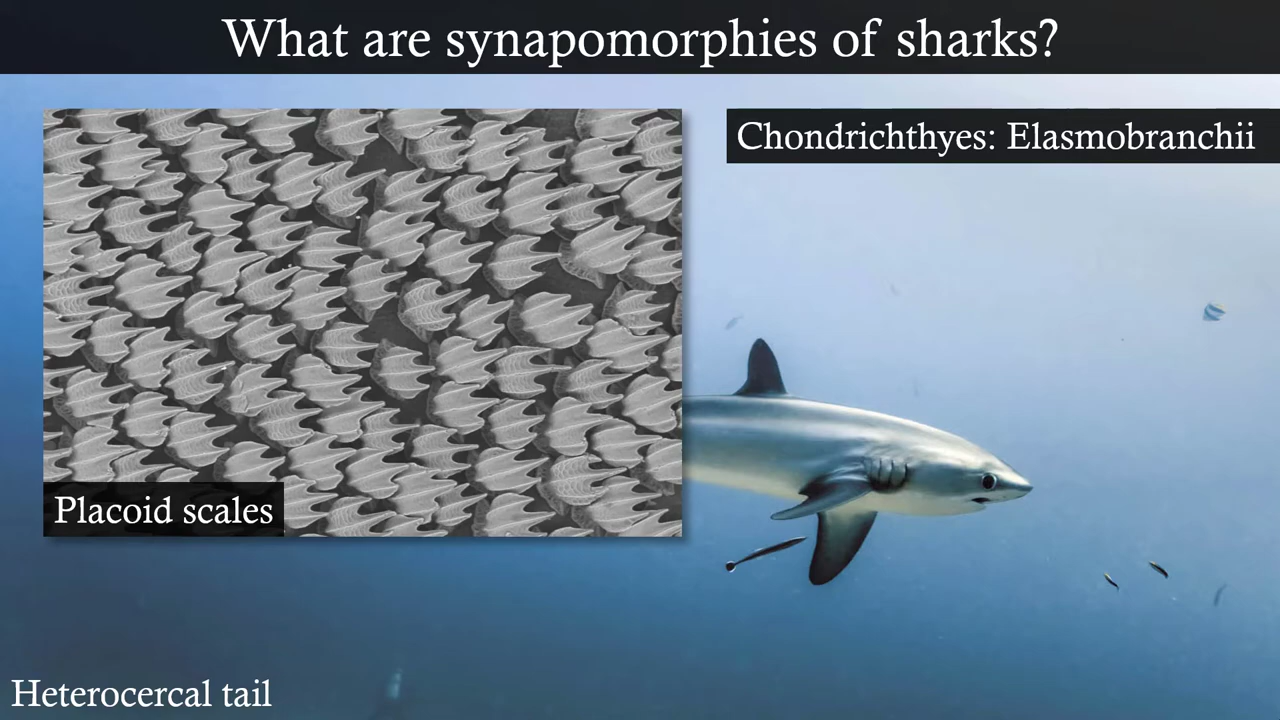 What are synapomorphies of sharks?
Chondrichthyes: Elasmobranchii
Placoid scales
Heterocercal tail